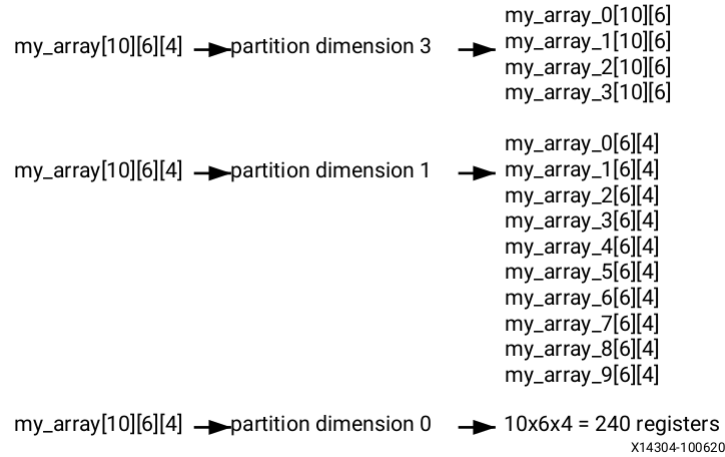 my_array[10][6][4] partition dimension 3
my_array_0[10][6]
my_array_1[10][6]
my_array_2[10][6]
my_array_3[10][6]
my_array[10][6][4] partition dimension 1
my_array_0[6][4]
my_array_1[6][4]
my_array_2[6][4]
my_array_3[6][4]
my_array_4[6][4]
my_array_5[6][4]
my_array_6[6][4]
my_array_7[6][4]
my_array_8[6][4]
my_array_9[6][4]
my_array[10][6][4] partition dimension 0 10x6x4 = 240 registers
X14304-100620